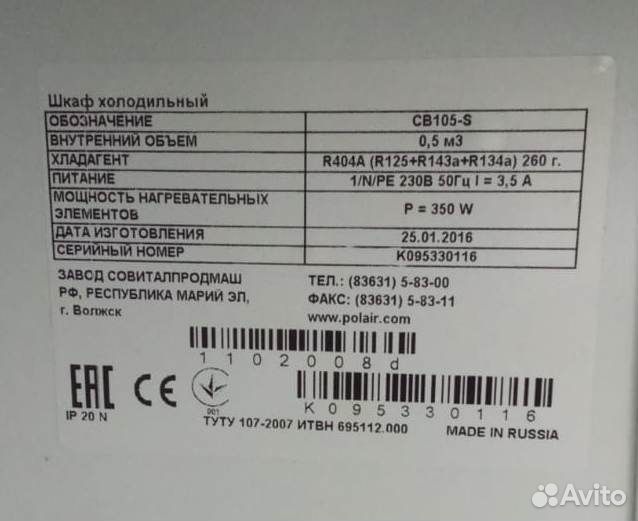 Шкаф холодильный
ОБОЗНАЧЕНИЕ CB105-S
ВНУТРЕННИЙ ОБЪЕМ 0,5 м3
ХЛАДАГЕНТ R404A (R125+R143a+R134a) 260 г.
ПИТАНИЕ 1/N/PE 230В 50Гц I = 3,5 А
МОЩНОСТЬ НАГРЕВАТЕЛЬНЫХ ЭЛЕМЕНТОВ P = 350 W
ДАТА ИЗГОТОВЛЕНИЯ 25.01.2016
СЕРИЙНЫЙ НОМЕР K095330116
ЗАВОД СОВИТАЛПРОДМАШ ТЕЛ.: (83631) 5-83-00
РФ, РЕСПУБЛИКА МАРИЙ ЭЛ, ФАКС: (83631) 5-83-11
г. Волжск www.polair.com
1102008d
EAC CE 001
K095330116
IP 20 N ТУТУ 107-2007 ИТВН 695112.000 MADE IN RUSSIA
Avito